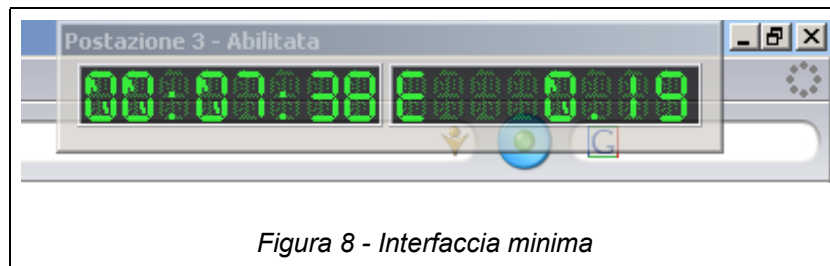 Postazione 3 - Abilitata
00:07:38 E 0.19
G
Figura 8 - Interfaccia minima